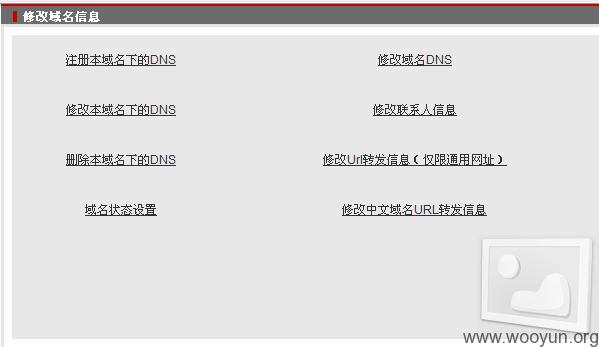 修改域名信息
注册本域名下的DNS 修改域名DNS
修改本域名下的DNS 修改联系人信息
删除本域名下的DNS 修改Url转发信息（仅限通用网址）
域名状态设置 修改中文域名URL转发信息
www.wooyun.org